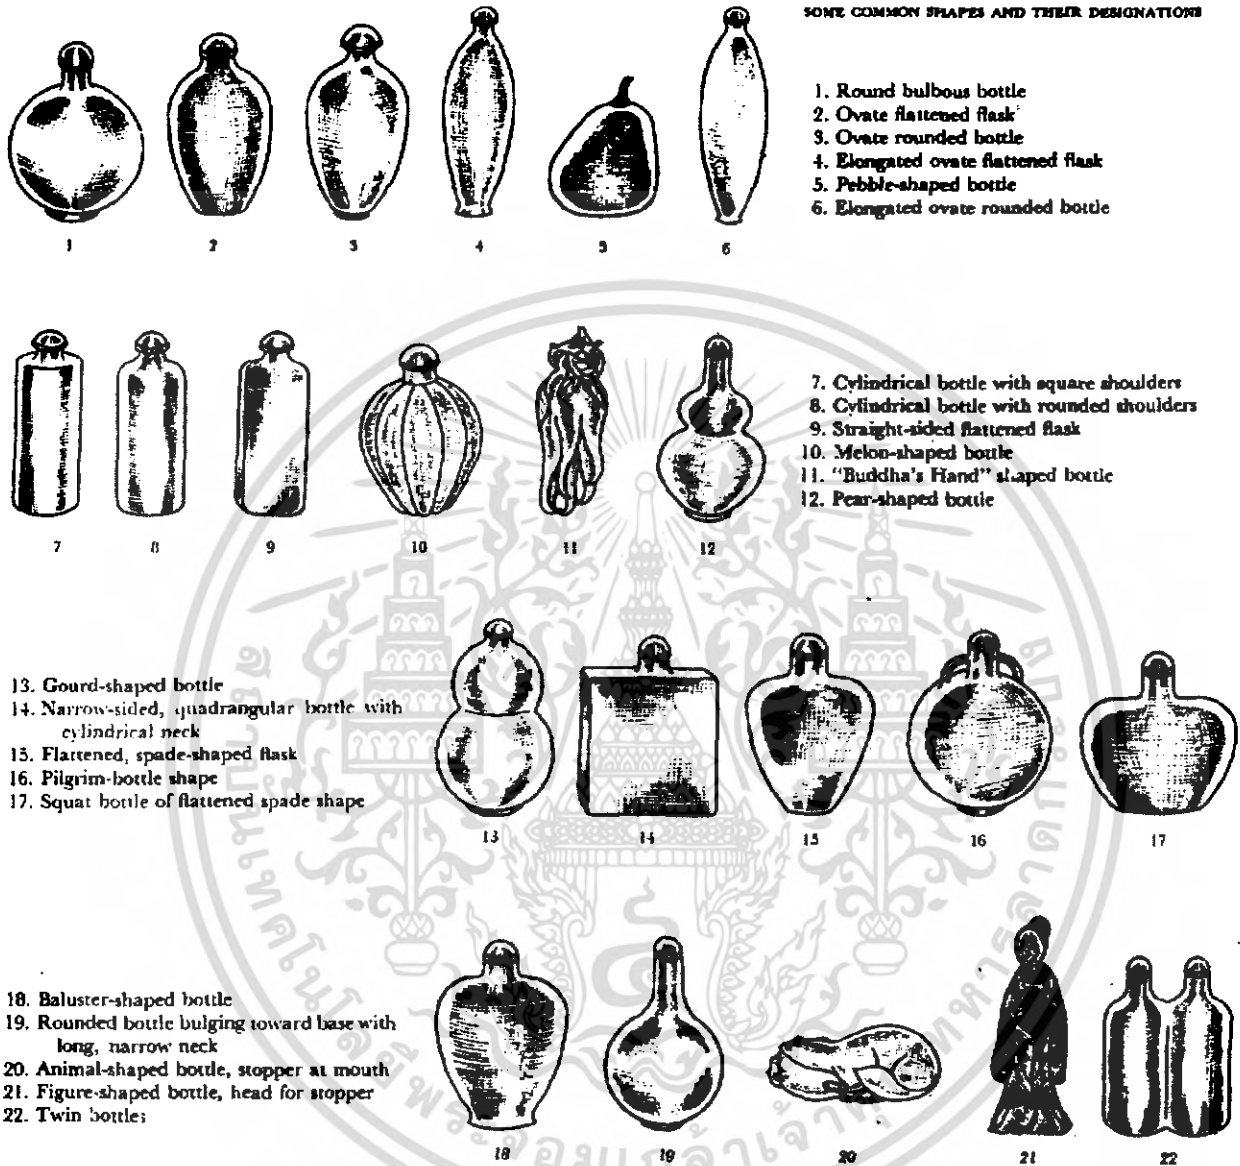 SOME COMMON SHAPES AND THEIR DESIGNATIONS
1. Round bulbous bottle
2. Ovate flattened flask
3. Ovate rounded bottle
4. Elongated ovate flattened flask
5. Pebble-shaped bottle
6. Elongated ovate rounded bottle
1 2 3 4 5 6
7. Cylindrical bottle with square shoulders
8. Cylindrical bottle with rounded shoulders
9. Straight-sided flattened flask
10. Melon-shaped bottle
11. "Buddha's Hand" shaped bottle
12. Pear-shaped bottle
7 8 9 10 11 12
13. Gourd-shaped bottle
14. Narrow-sided, quadrangular bottle with
cylindrical neck
15. Flattened, spade-shaped flask
16. Pilgrim-bottle shape
17. Squat bottle of flattened spade shape
13 14 15 16 17
18. Baluster-shaped bottle
19. Rounded bottle bulging toward base with
long, narrow neck
20. Animal-shaped bottle, stopper at mouth
21. Figure-shaped bottle, head for stopper
22. Twin bottles
18 19 20 21 22